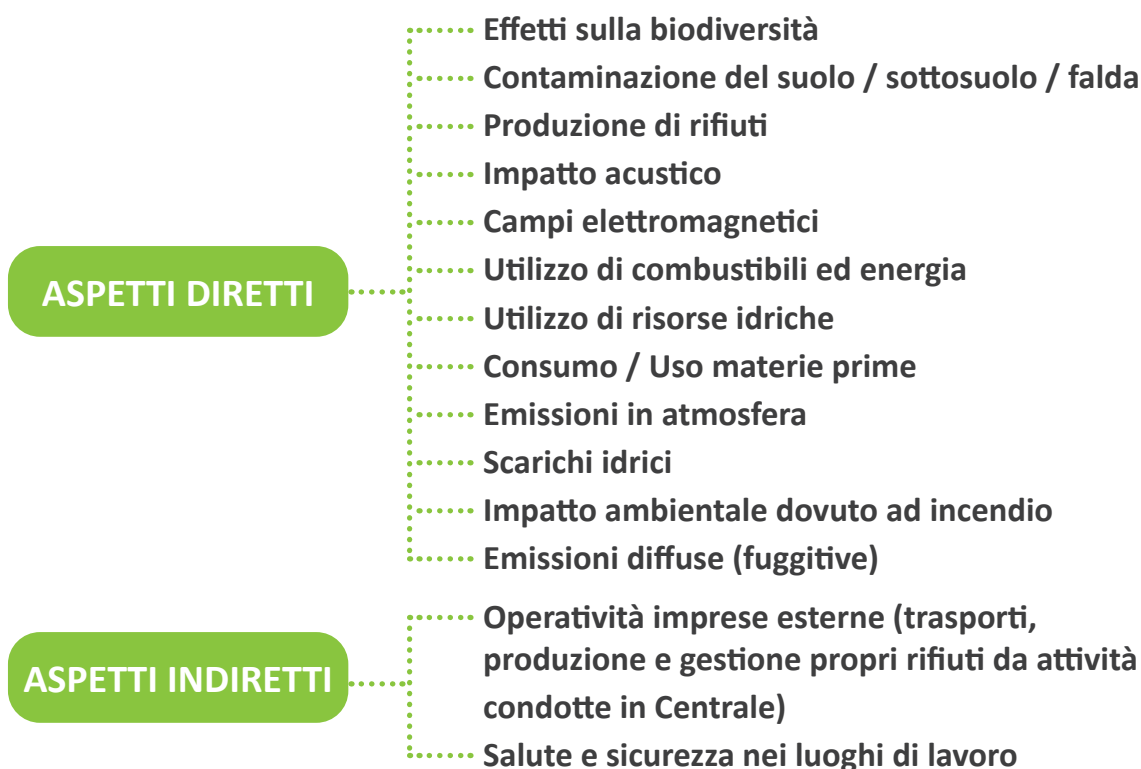 ASPETTI DIRETTI
Effetti sulla biodiversità
Contaminazione del suolo / sottosuolo / falda
Produzione di rifiuti
Impatto acustico
Campi elettromagnetici
Utilizzo di combustibili ed energia
Utilizzo di risorse idriche
Consumo / Uso materie prime
Emissioni in atmosfera
Scarichi idrici
Impatto ambientale dovuto ad incendio
Emissioni diffuse (fuggitive)
ASPETTI INDIRETTI
Operatività imprese esterne (trasporti,
produzione e gestione propri rifiuti da attività
condotte in Centrale)
Salute e sicurezza nei luoghi di lavoro